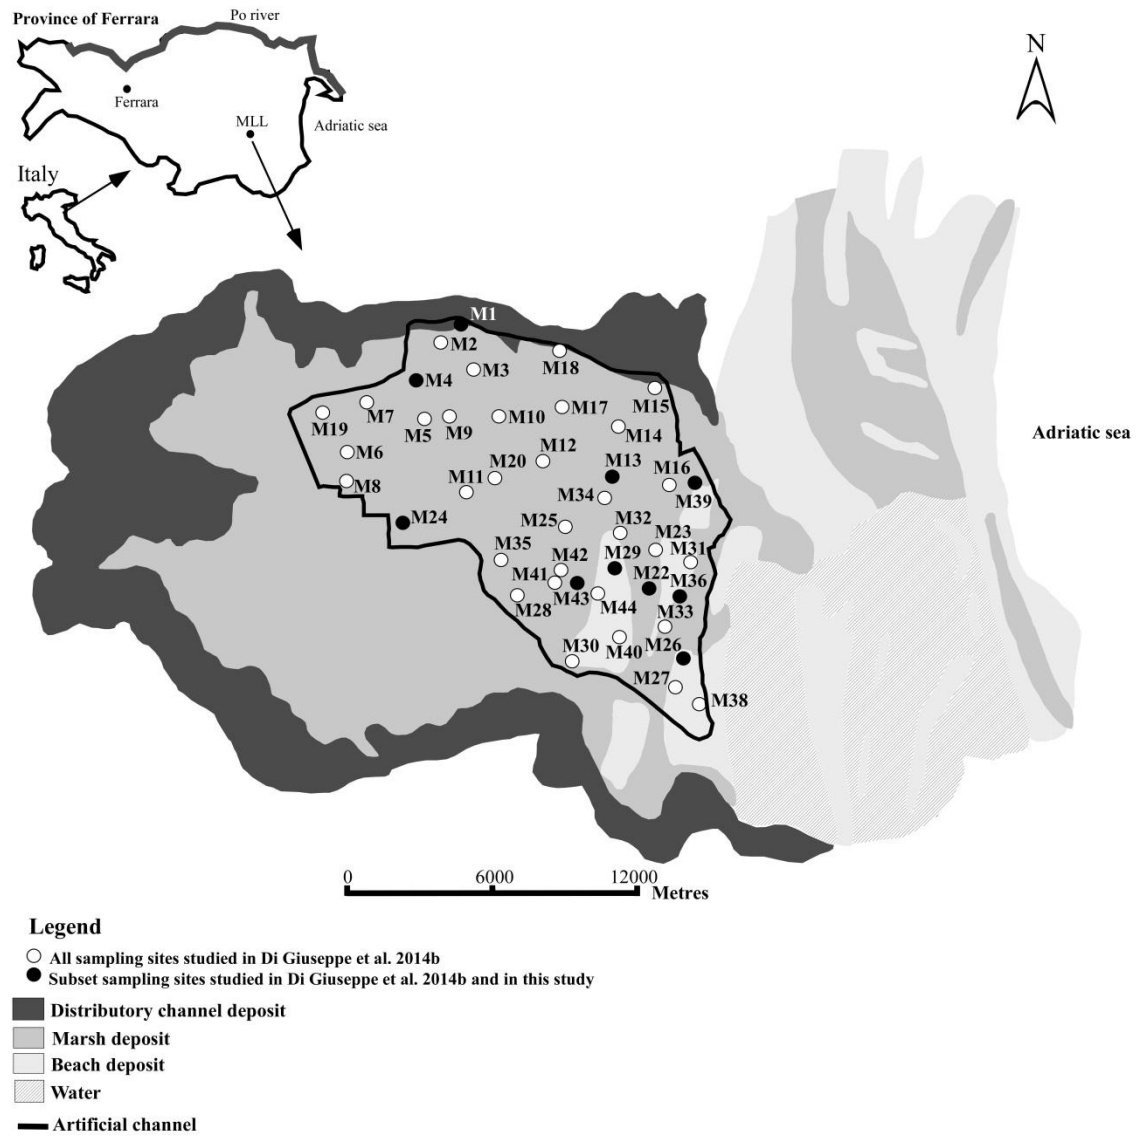 Province of Ferrara
Po river
Ferrara
MLL
Adriatic sea
Italy
N
M1
M2
M3
M18
M4
M7
M19
M5
M9
M10
M17
M15
M14
M6
M12
M20
M13
M16
M8
M11
M34
M39
M24
M25
M32
M23
M35
M42
M29
M31
M41
M22
M36
M28
M43
M44
M33
M30
M40
M26
M27
M38
Adriatic sea
0 6000 12000
Metres
Legend
All sampling sites studied in Di Giuseppe et al. 2014b
Subset sampling sites studied in Di Giuseppe et al. 2014b and in this study
Distributory channel deposit
Marsh deposit
Beach deposit
Water
Artificial channel